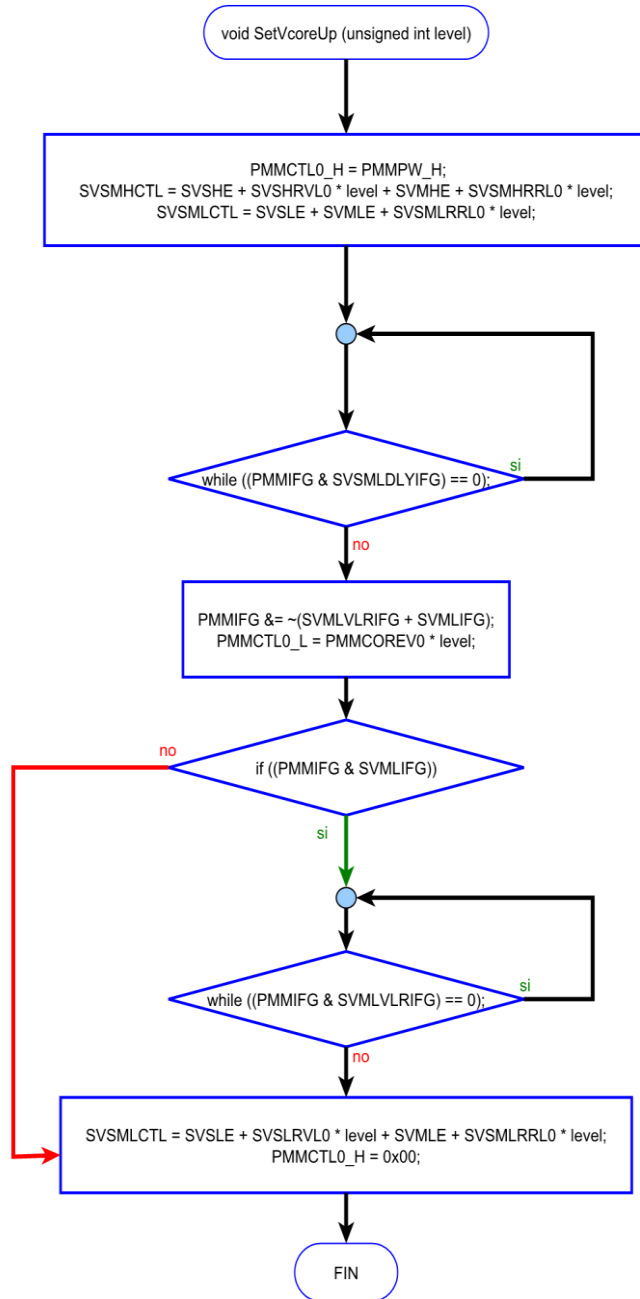 void SetVcoreUp (unsigned int level)
PMMCTL0_H = PMMPW_H;
SVSMHCTL = SVSHE + SVSHRVL0 * level + SVMHE + SVSMHRRL0 * level;
SVSMLCTL = SVSLE + SVMLE + SVSMLRRL0 * level;
si
while ((PMMIFG & SVSMLDLYIFG) == 0);
no
PMMIFG &= ~(SVMLVLRIFG + SVMLIFG);
PMMCTL0_L = PMMCOREV0 * level;
no
if ((PMMIFG & SVMLIFG))
si
si
while ((PMMIFG & SVMLVLRIFG) == 0);
no
SVSMLCTL = SVSLE + SVSLRVL0 * level + SVMLE + SVSMLRRL0 * level;
PMMCTL0_H = 0x00;
FIN